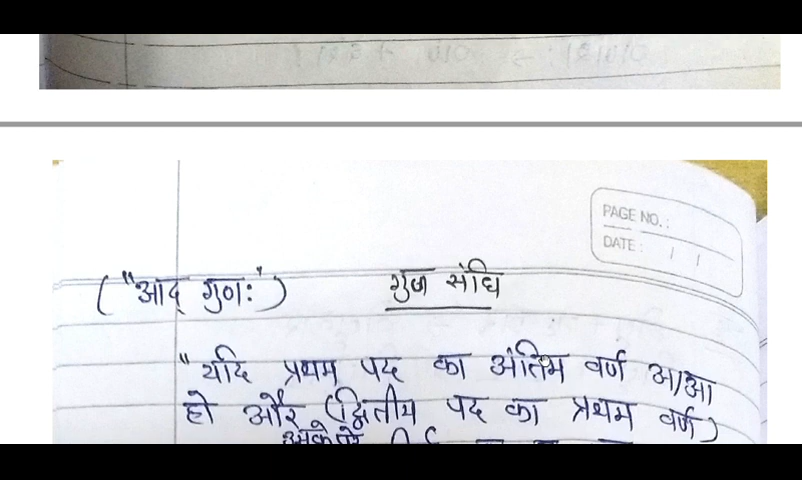 PAGE NO.:
DATE: / /
("आद् गुणः") गुण संधि
"यदि प्रथम पद का अंतिम वर्ण अ/आ
हो और (द्वितीय पद का प्रथम वर्ण)